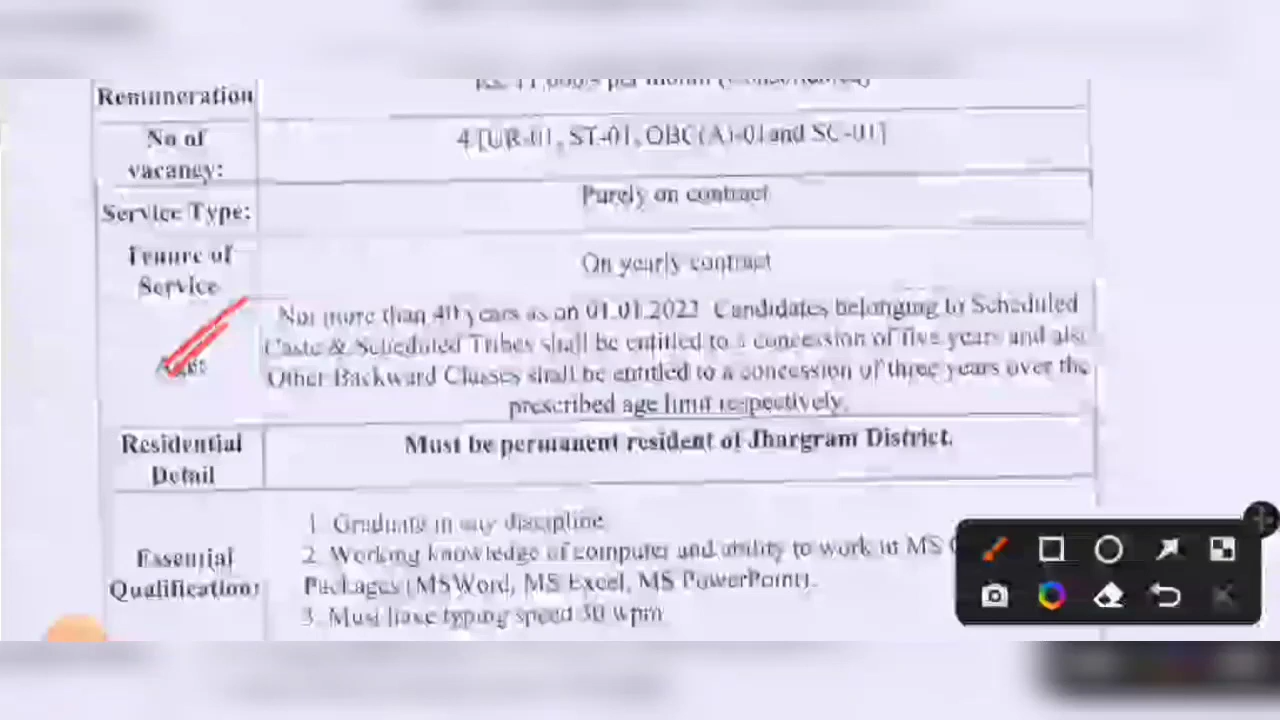 Remuneration
per month (Consolidated)
No of
vacancy:
4 [UR-01, ST-01, OBC(A)-01 and SC-01]
Service Type:
Purely on contract
Tenure of
Service
On yearly contract
Not more than 40 years as on 01.01.2022 Candidates belonging to Scheduled
Caste & Scheduled Tribes shall be entitled to a concession of five years and also
Other Backward Classes shall be entitled to a concession of three years over the
prescribed age limit respectively.
Residential
Detail
Must be permanent resident of Jhargram District.
Essential
Qualification:
1. Graduate in any discipline
2. Working knowledge of computer and ability to work in MS
Packages (MSWord, MS Excel, MS PowerPoint).
3. Must have typing speed 30 wpm